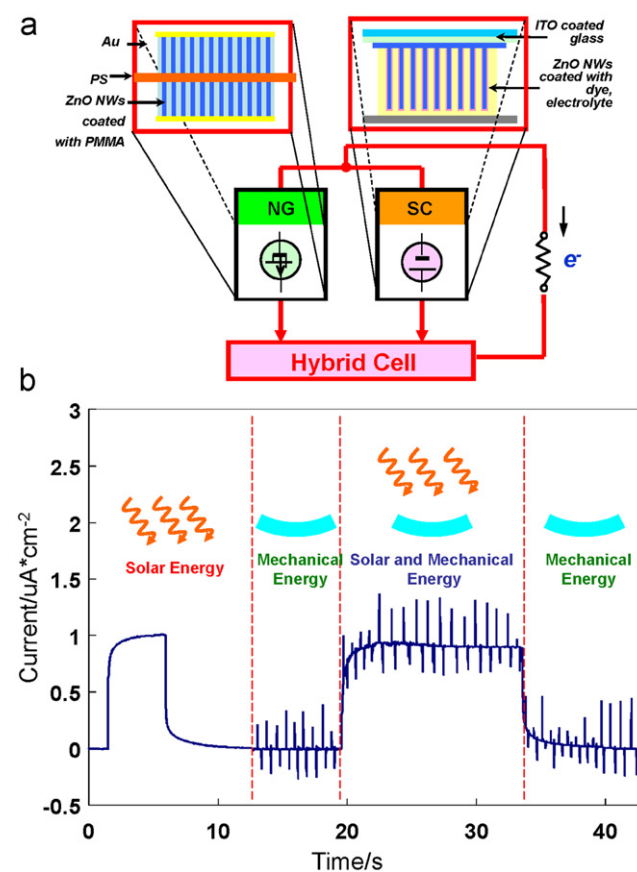 a
Au
PS
ZnO NWs
coated
with PMMA
ITO coated
glass
ZnO NWs
coated with
dye,
electrolyte
NG
SC
e-
Hybrid Cell
b
Current/uA*cm-2
3
2.5
2
1.5
1
0.5
0
-0.5
Solar Energy
Mechanical
Energy
Solar and Mechanical
Energy
Mechanical
Energy
0
10
20
30
40
Time/s